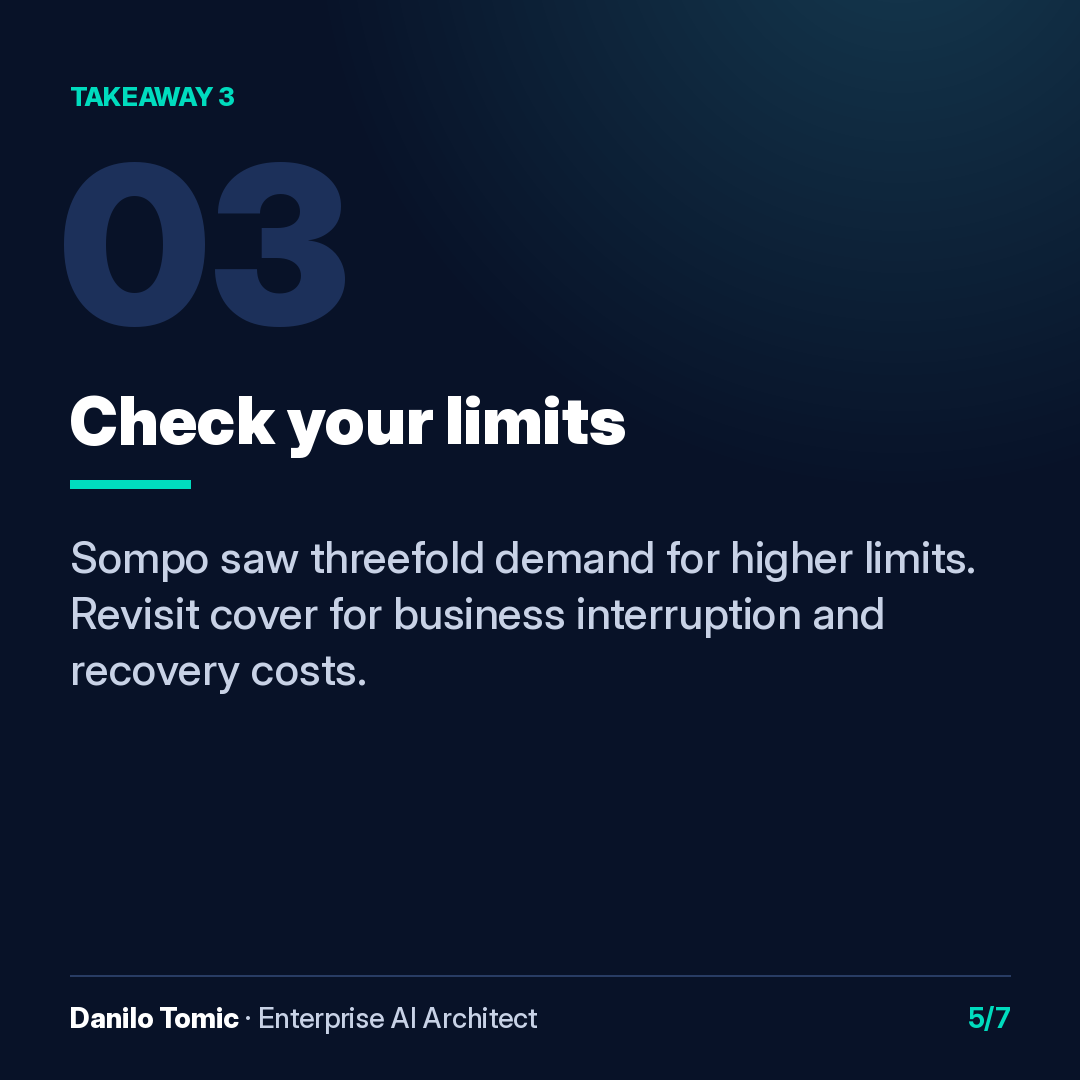 TAKEAWAY 3
03
Check your limits
Sompo saw threefold demand for higher limits.
Revisit cover for business interruption and
recovery costs.
Danilo Tomic · Enterprise AI Architect
5/7